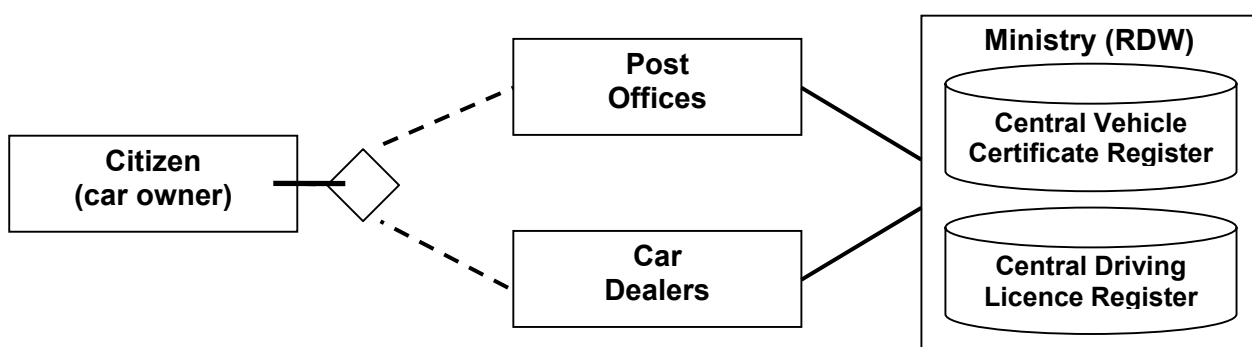 Citizen
(car owner)
Post
Offices
Car
Dealers
Ministry (RDW)
Central Vehicle
Certificate Register
Central Driving
Licence Register